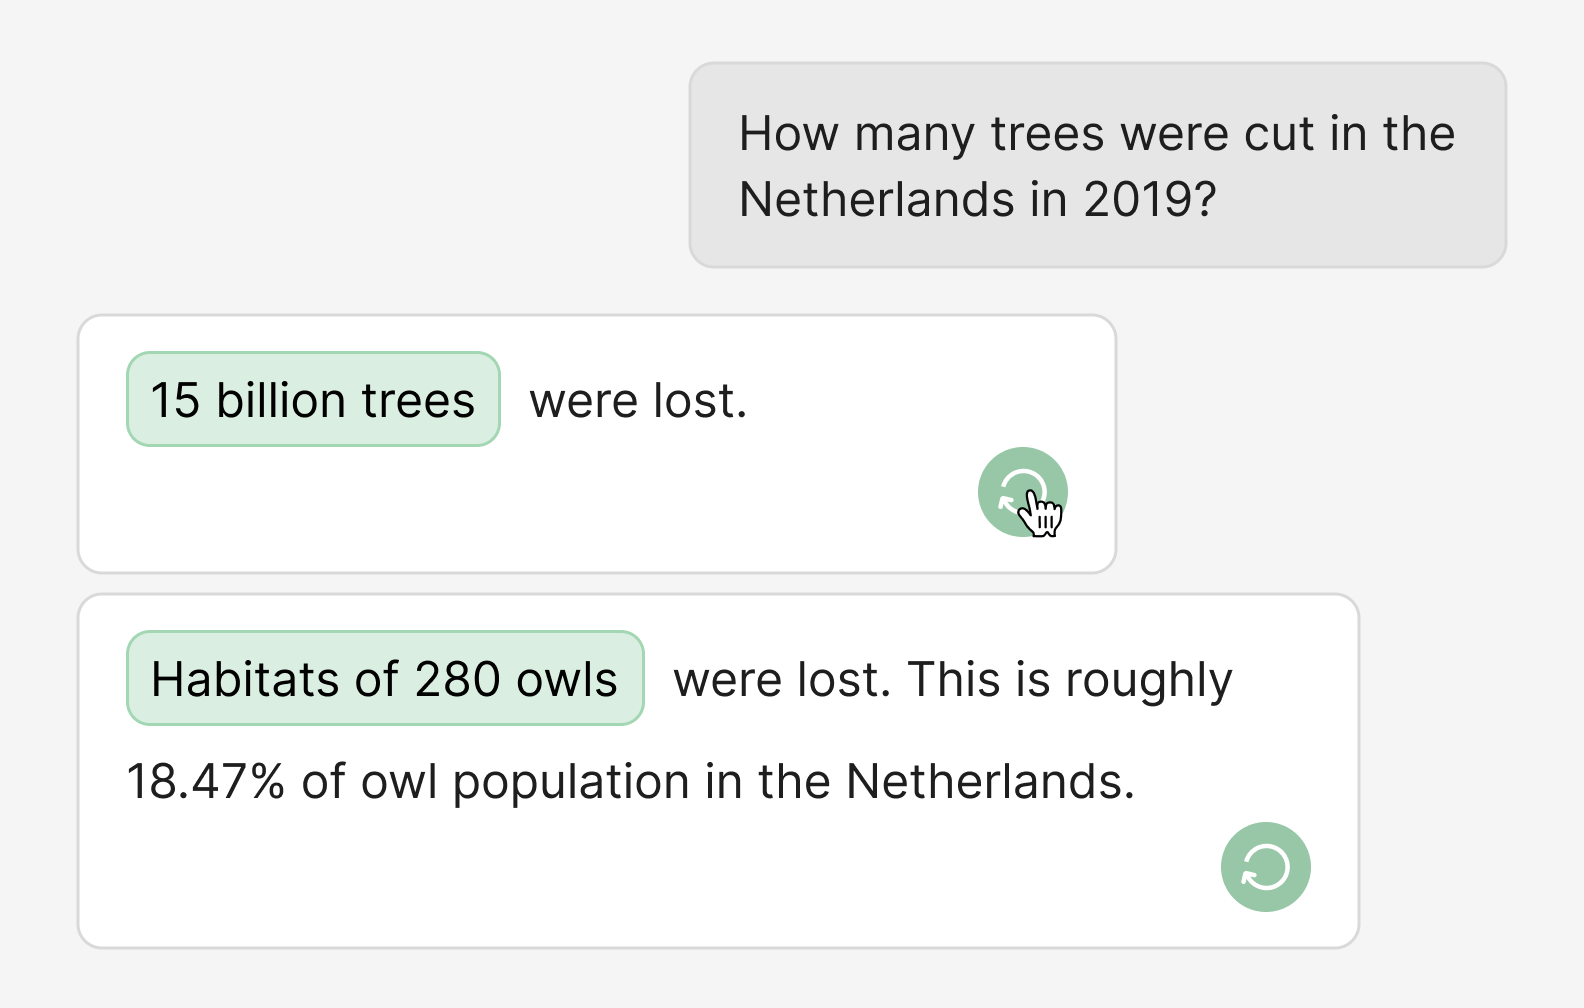 How many trees were cut in the
Netherlands in 2019?
15 billion trees were lost.
Habitats of 280 owls were lost. This is roughly
18.47% of owl population in the Netherlands.